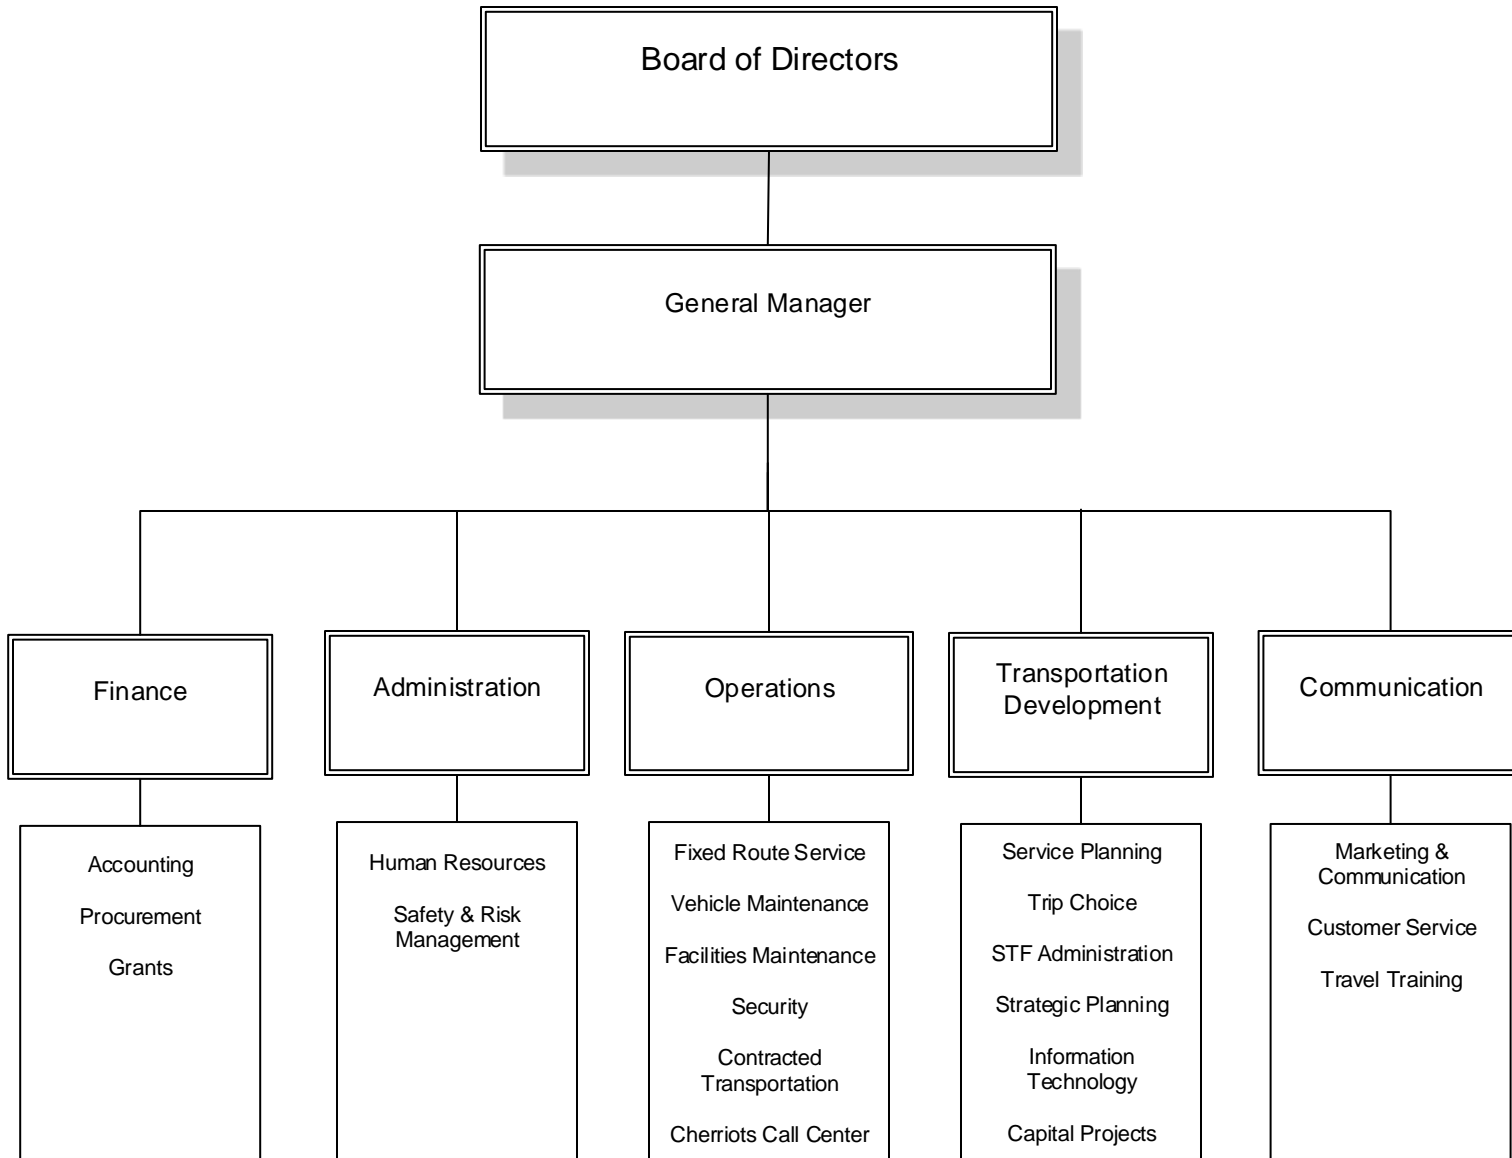 Board of Directors
General Manager
Finance
Administration
Operations
Transportation
Development
Communication
Accounting
Procurement
Grants
Human Resources
Safety & Risk
Management
Fixed Route Service
Vehicle Maintenance
Facilities Maintenance
Security
Contracted
Transportation
Cherriots Call Center
Service Planning
Trip Choice
STF Administration
Strategic Planning
Information
Technology
Capital Projects
Marketing &
Communication
Customer Service
Travel Training